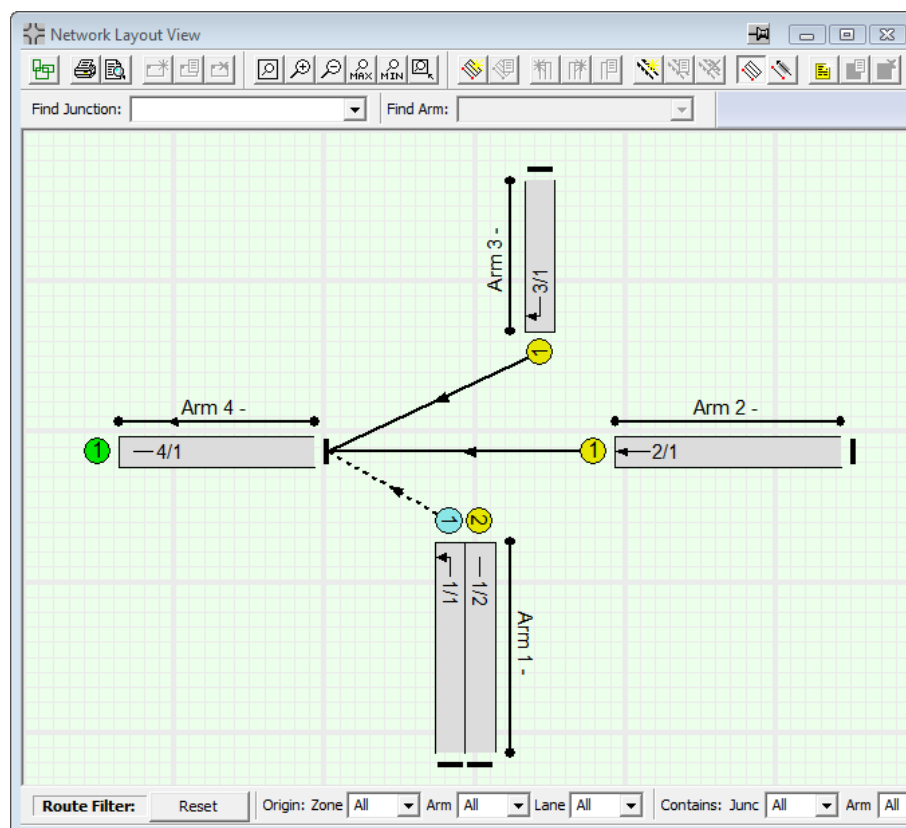 Network Layout View
MAX MIN
Find Junction: Find Arm:
Arm 3 -
3/1
1
Arm 4 -
Arm 2 -
1
4/1
1
2/1
1
2
1/1
1/2
Arm 1 -
Route Filter: Reset Origin: Zone All Arm All Lane All Contains: Junc All Arm All